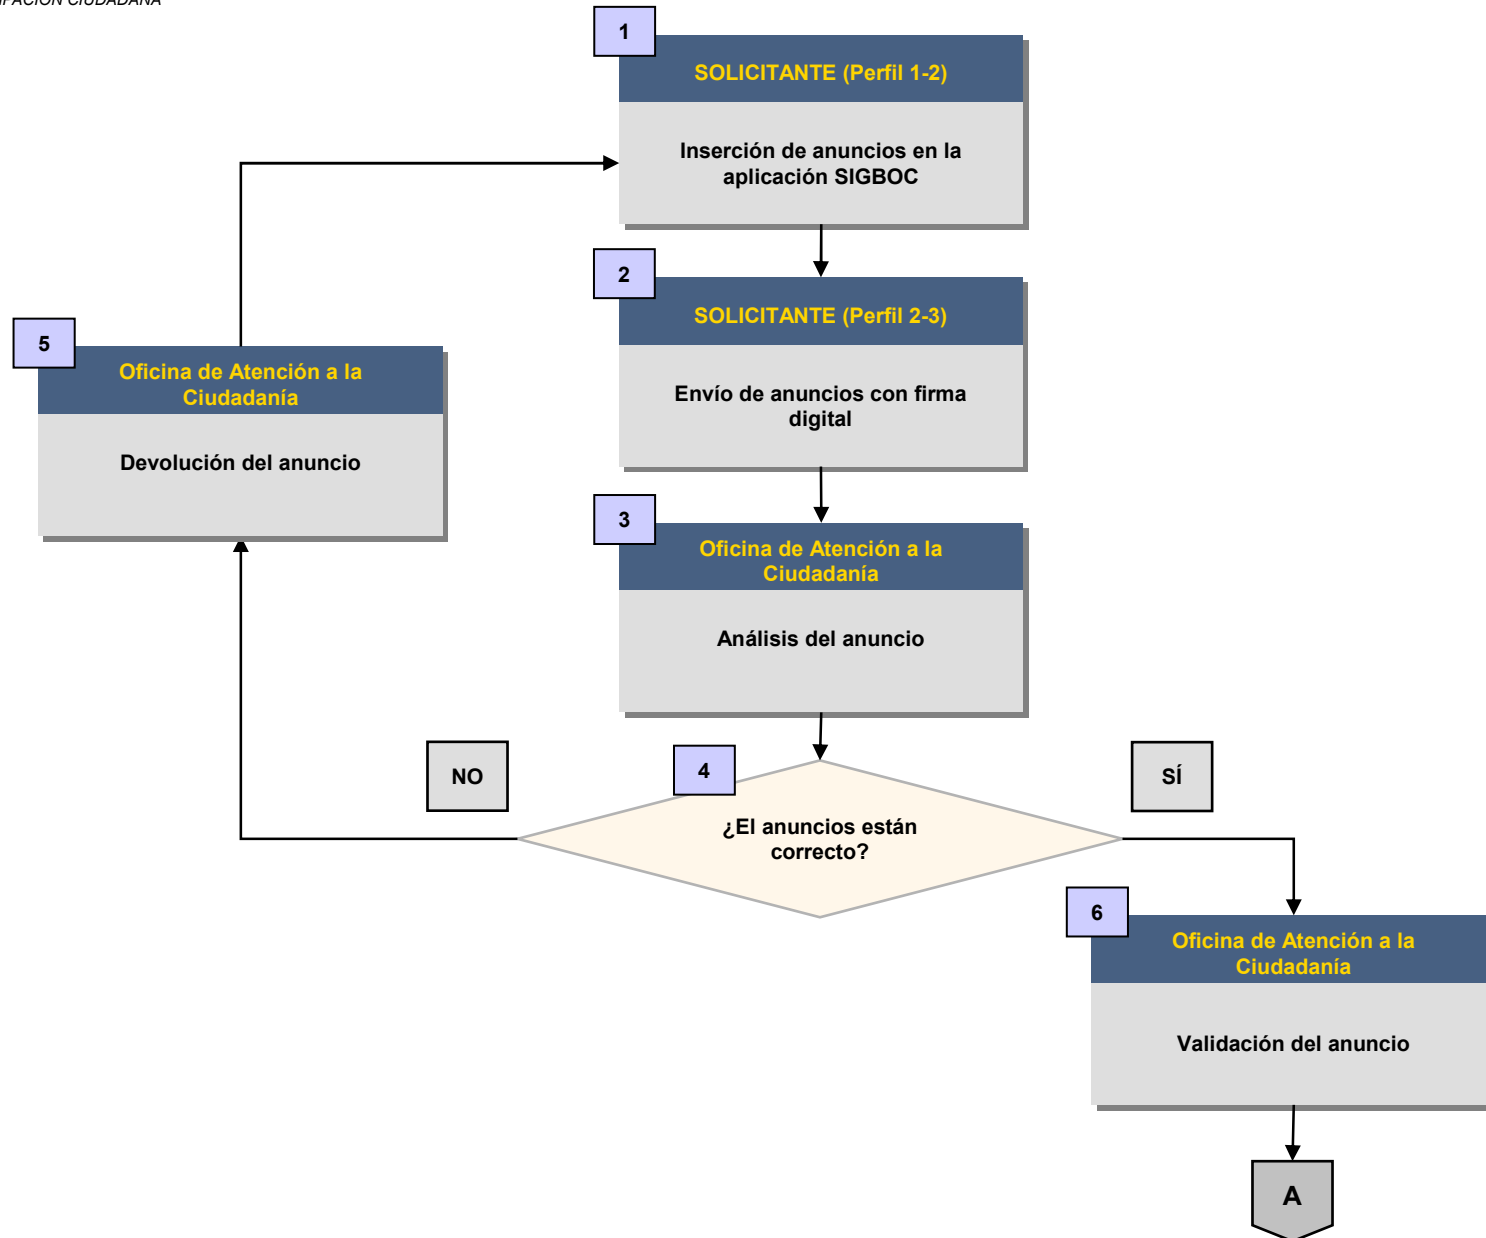 1
SOLICITANTE (Perfil 1-2)
Inserción de anuncios en la
aplicación SIGBOC
2
SOLICITANTE (Perfil 2-3)
Envío de anuncios con firma
digital
5
Oficina de Atención a la
Ciudadanía
Devolución del anuncio
3
Oficina de Atención a la
Ciudadanía
Análisis del anuncio
NO
4
SÍ
¿El anuncios están
correcto?
6
Oficina de Atención a la
Ciudadanía
Validación del anuncio
A